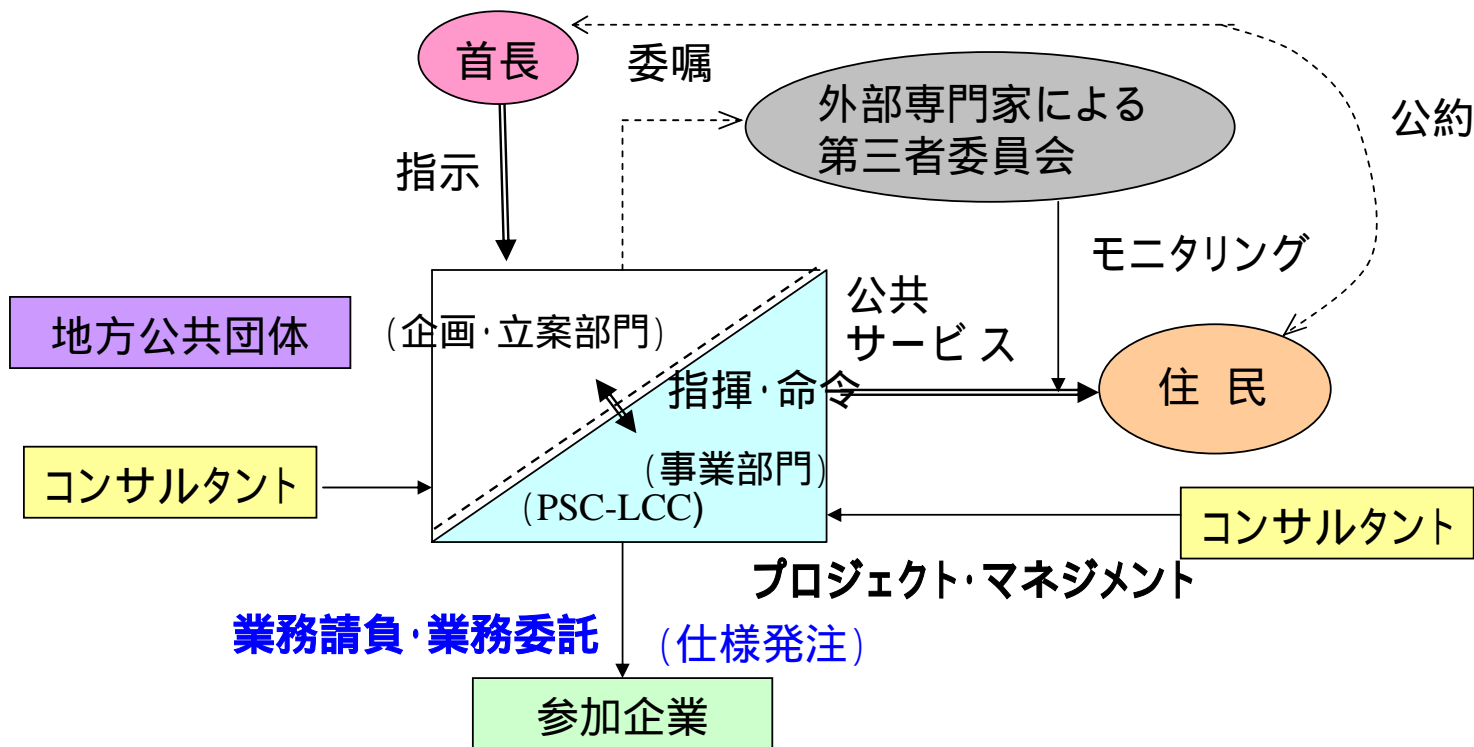 首長
委嘱
外部専門家による
第三者委員会
公約
指示
モニタリング
地方公共団体
(企画・立案部門)
公共
サービス
指揮・命令
住 民
コンサルタント
(事業部門)
(PSC-LCC)
コンサルタント
プロジェクト・マネジメント
業務請負・業務委託
(仕様発注)
参加企業